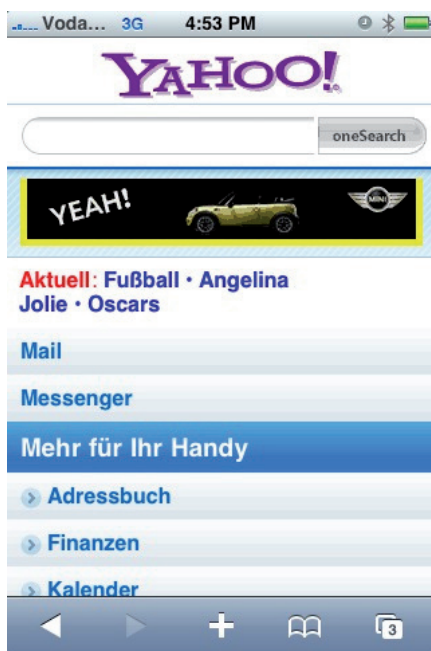 Voda... 3G 4:53 PM
YAHOO!
oneSearch
YEAH! MINI
Aktuell: Fußball · Angelina
Jolie · Oscars
Mail
Messenger
Mehr für Ihr Handy
Adressbuch
Finanzen
Kalender
3